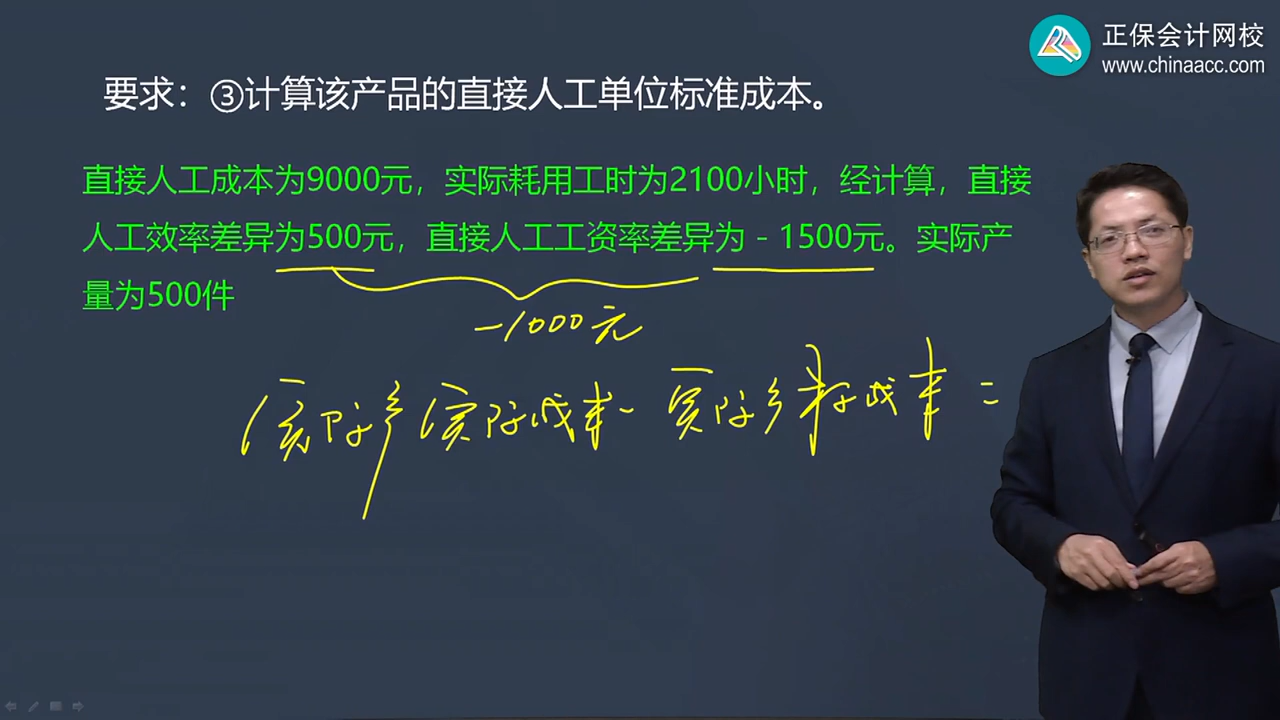 正保会计网校
www.chinaacc.com
要求：③计算该产品的直接人工单位标准成本。
直接人工成本为9000元，实际耗用工时为2100小时，经计算，直接
人工效率差异为500元，直接人工工资率差异为－1500元。实际产
量为500件
-1000元
实际产 实际成本- 实际产 成本 =